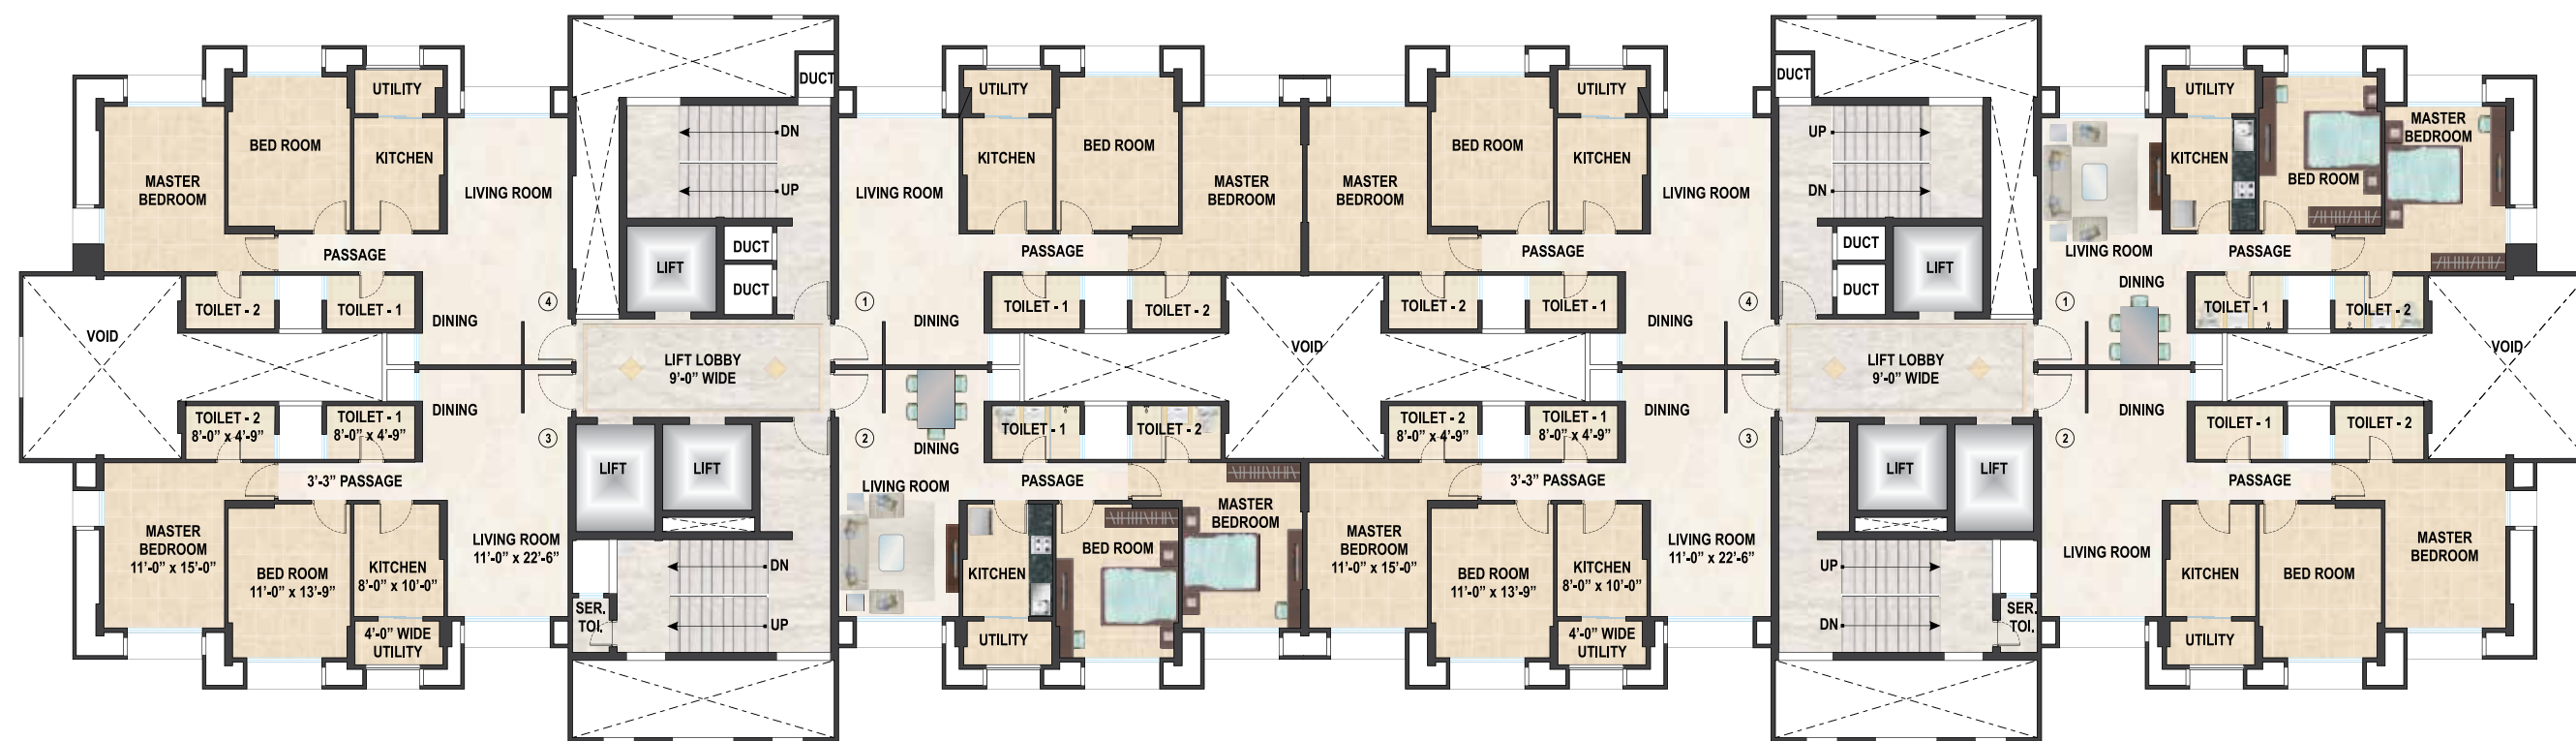 DUCT
DUCT
UTILITY
UTILITY
UTILITY
UTILITY
BED ROOM
KITCHEN
MASTER
BEDROOM
LIVING ROOM
PASSAGE
DN
UP
LIFT
DUCT
DUCT
LIVING ROOM
KITCHEN
BED ROOM
MASTER
BEDROOM
PASSAGE
MASTER
BEDROOM
BED ROOM
KITCHEN
LIVING ROOM
PASSAGE
UP
DN
DUCT
DUCT
LIFT
KITCHEN
BED ROOM
MASTER
BEDROOM
LIVING ROOM
PASSAGE
VOID
TOILET - 2
TOILET - 1
DINING
4
1
DINING
TOILET - 1
TOILET - 2
VOID
TOILET - 2
TOILET - 1
DINING
4
1
DINING
TOILET - 1
TOILET - 2
VOID
LIFT LOBBY
9'-0" WIDE
LIFT LOBBY
9'-0" WIDE
TOILET - 2
8'-0" x 4'-9"
TOILET - 1
8'-0" x 4'-9"
DINING
3
2
DINING
TOILET - 1
TOILET - 2
TOILET - 2
8'-0" x 4'-9"
TOILET - 1
8'-0" x 4'-9"
DINING
3
2
DINING
TOILET - 1
TOILET - 2
3'-3" PASSAGE
LIFT
LIFT
LIVING ROOM
PASSAGE
3'-3" PASSAGE
LIFT
LIFT
PASSAGE
MASTER
BEDROOM
11'-0" x 15'-0"
BED ROOM
11'-0" x 13'-9"
KITCHEN
8'-0" x 10'-0"
LIVING ROOM
11'-0" x 22'-6"
4'-0" WIDE
UTILITY
SER.
TOI.
DN
UP
KITCHEN
UTILITY
BED ROOM
MASTER
BEDROOM
MASTER
BEDROOM
11'-0" x 15'-0"
BED ROOM
11'-0" x 13'-9"
KITCHEN
8'-0" x 10'-0"
LIVING ROOM
11'-0" x 22'-6"
4'-0" WIDE
UTILITY
UP
DN
SER.
TOI.
LIVING ROOM
KITCHEN
UTILITY
BED ROOM
MASTER
BEDROOM